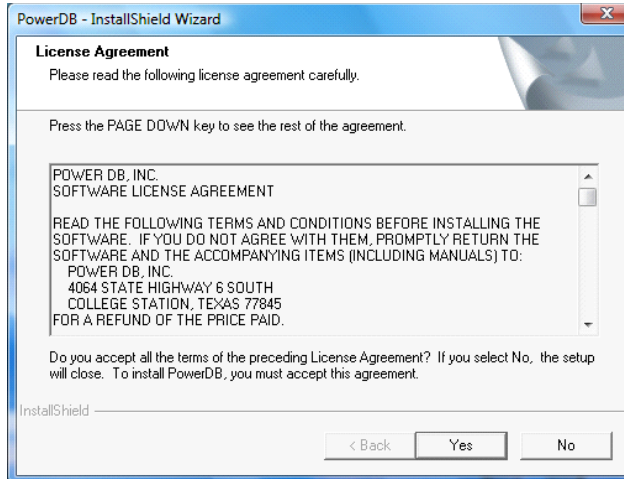 PowerDB - InstallShield Wizard
License Agreement
Please read the following license agreement carefully.
Press the PAGE DOWN key to see the rest of the agreement.
POWER DB, INC.
SOFTWARE LICENSE AGREEMENT
READ THE FOLLOWING TERMS AND CONDITIONS BEFORE INSTALLING THE
SOFTWARE.  IF YOU DO NOT AGREE WITH THEM, PROMPTLY RETURN THE
SOFTWARE AND THE ACCOMPANYING ITEMS (INCLUDING MANUALS) TO:
POWER DB, INC.
4064 STATE HIGHWAY 6 SOUTH
COLLEGE STATION, TEXAS 77845
FOR A REFUND OF THE PRICE PAID.
Do you accept all the terms of the preceding License Agreement?  If you select No,  the setup
will close.  To install PowerDB, you must accept this agreement.
InstallShield
< Back
Yes
No